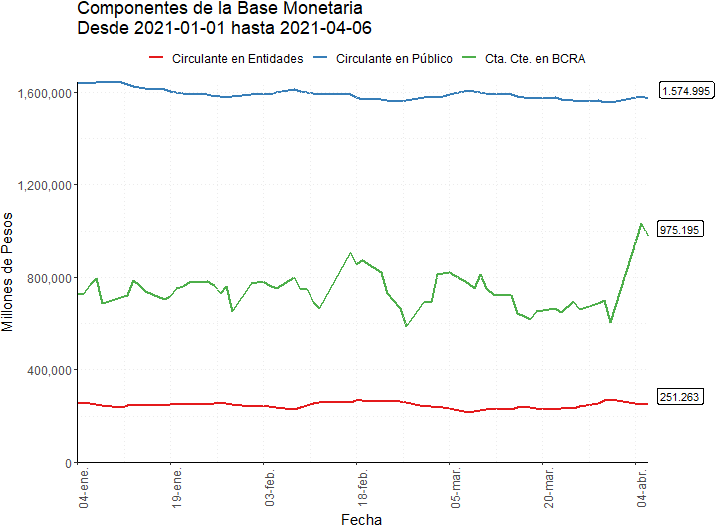 Componentes de la Base Monetaria
Desde 2021-01-01 hasta 2021-04-06
Circulante en Entidades Circulante en Público Cta. Cte. en BCRA
Millones de Pesos
1,600,000
1,200,000
800,000
400,000
0
1.574.995
975.195
251.263
04-ene.
19-ene.
03-feb.
18-feb.
05-mar.
20-mar.
04-abr.
Fecha